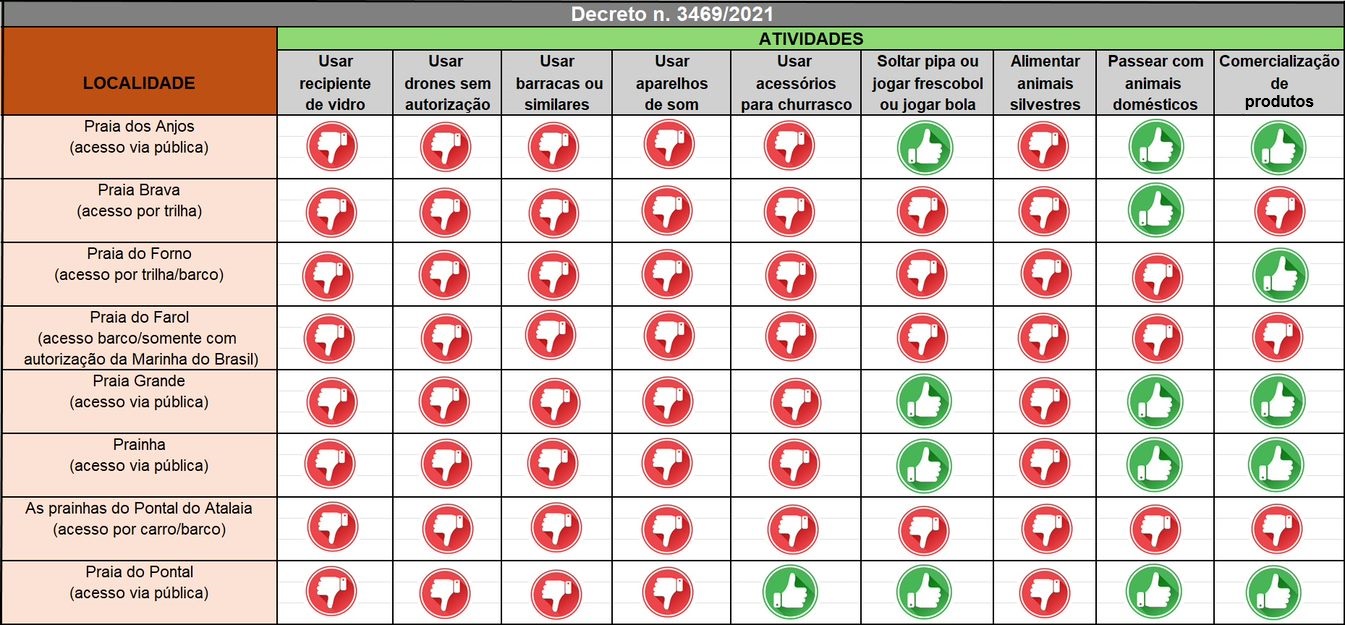 Decreto n. 3469/2021
LOCALIDADE
ATIVIDADES
Usar
recipiente
de vidro
Usar
drones sem
autorização
Usar
barracas ou
similares
Usar
aparelhos
de som
Usar
acessórios
para churrasco
Soltar pipa ou
jogar frescobol
ou jogar bola
Alimentar
animais
silvestres
Passear com
animais
domésticos
Comercialização
de
produtos
Praia dos Anjos
(acesso via pública)
Praia Brava
(acesso por trilha)
Praia do Forno
(acesso por trilha/barco)
Praia do Farol
(acesso barco/somente com
autorização da Marinha do Brasil)
Praia Grande
(acesso via pública)
Prainha
(acesso via pública)
As prainhas do Pontal do Atalaia
(acesso por carro/barco)
Praia do Pontal
(acesso via pública)